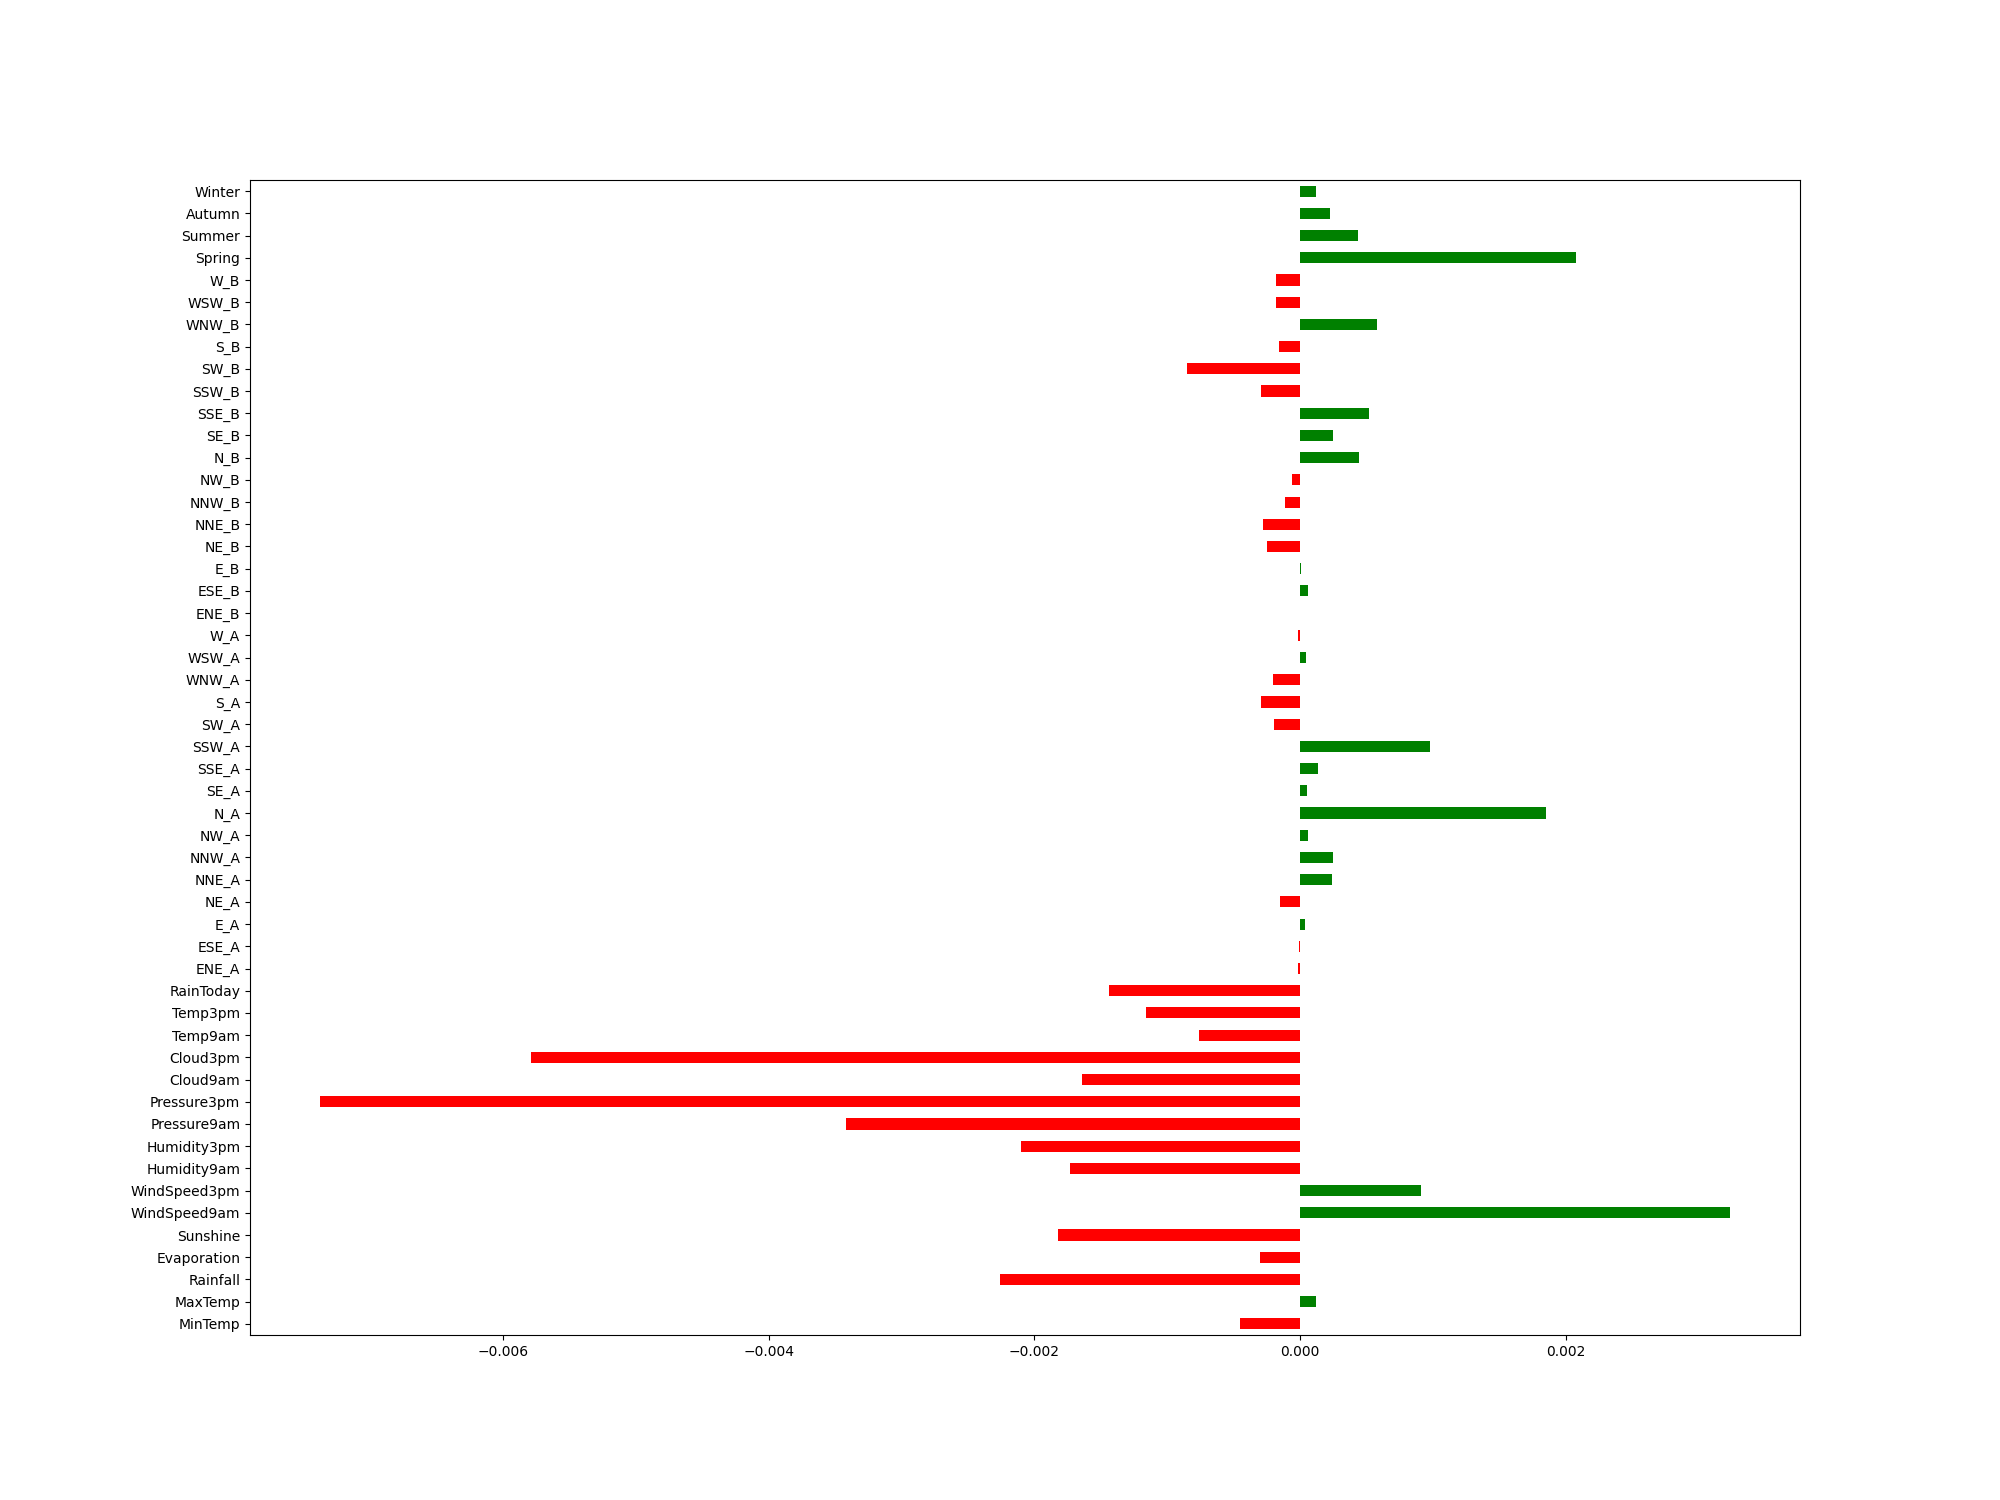 Winter
Autumn
Summer
Spring
W_B
WSW_B
WNW_B
S_B
SW_B
SSW_B
SSE_B
SE_B
N_B
NW_B
NNW_B
NNE_B
NE_B
E_B
ESE_B
ENE_B
W_A
WSW_A
WNW_A
S_A
SW_A
SSW_A
SSE_A
SE_A
N_A
NW_A
NNW_A
NNE_A
NE_A
E_A
ESE_A
ENE_A
RainToday
Temp3pm
Temp9am
Cloud3pm
Cloud9am
Pressure3pm
Pressure9am
Humidity3pm
Humidity9am
WindSpeed3pm
WindSpeed9am
Sunshine
Evaporation
Rainfall
MaxTemp
MinTemp
−0.006 −0.004 −0.002 0.000 0.002